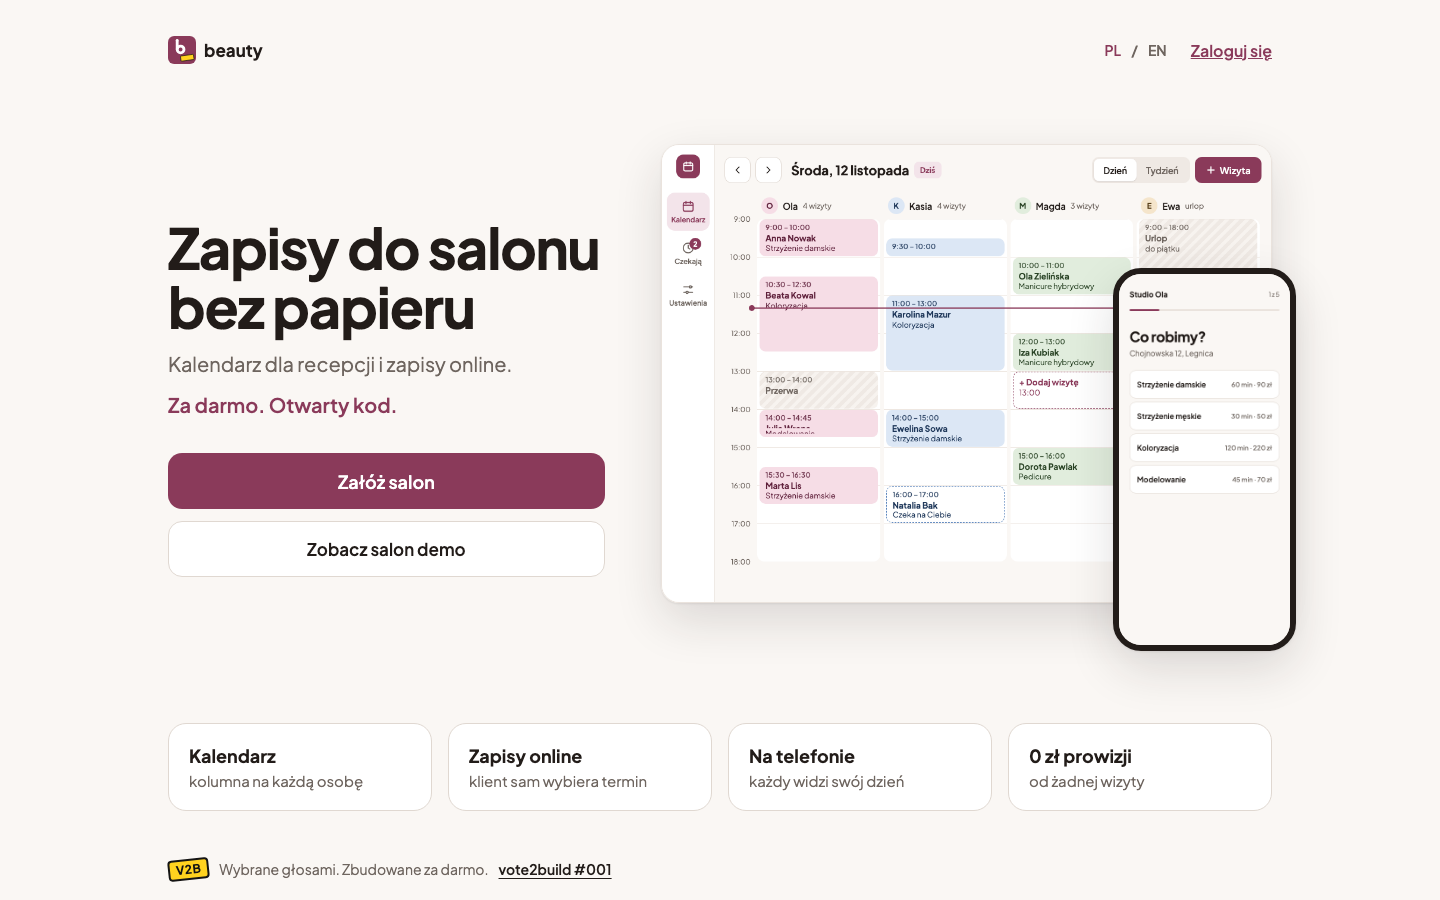 b beauty
PL / EN Zaloguj się
Zapisy do salonu
bez papieru
Kalendarz dla recepcji i zapisy online.
Za darmo. Otwarty kod.
Załóż salon
Zobacz salon demo
Środa, 12 listopada Dziś
Dzień Tydzień + Wizyta
Kalendarz
2
Czekają
Ustawienia
O Ola 4 wizyty
K Kasia 4 wizyty
M Magda 3 wizyty
E Ewa urlop
9:00
10:00
11:00
12:00
13:00
14:00
15:00
16:00
17:00
18:00
9:00 – 10:00
Anna Nowak
Strzyżenie damskie
10:30 – 12:30
Beata Kowal
Koloryzacja
13:00 – 14:00
Przerwa
14:00 – 14:45
15:30 – 16:30
Marta Lis
Strzyżenie damskie
9:30 – 10:00
11:00 – 13:00
Karolina Mazur
Koloryzacja
14:00 – 15:00
Ewelina Sowa
Strzyżenie damskie
16:00 – 17:00
Natalia Bak
Czeka na Ciebie
10:00 – 11:00
Ola Zielińska
Manicure hybrydowy
12:00 – 13:00
Iza Kubiak
Manicure hybrydowy
+ Dodaj wizytę
13:00
15:00 – 16:00
Dorota Pawlak
Pedicure
9:00 – 18:00
Urlop
do piątku
Studio Ola 1 z 5
Co robimy?
Chojnowska 12, Legnica
Strzyżenie damskie 60 min · 90 zł
Strzyżenie męskie 30 min · 50 zł
Koloryzacja 120 min · 220 zł
Modelowanie 45 min · 70 zł
Kalendarz
kolumna na każdą osobę
Zapisy online
klient sam wybiera termin
Na telefonie
każdy widzi swój dzień
0 zł prowizji
od żadnej wizyty
V2B Wybrane głosami. Zbudowane za darmo. vote2build #001